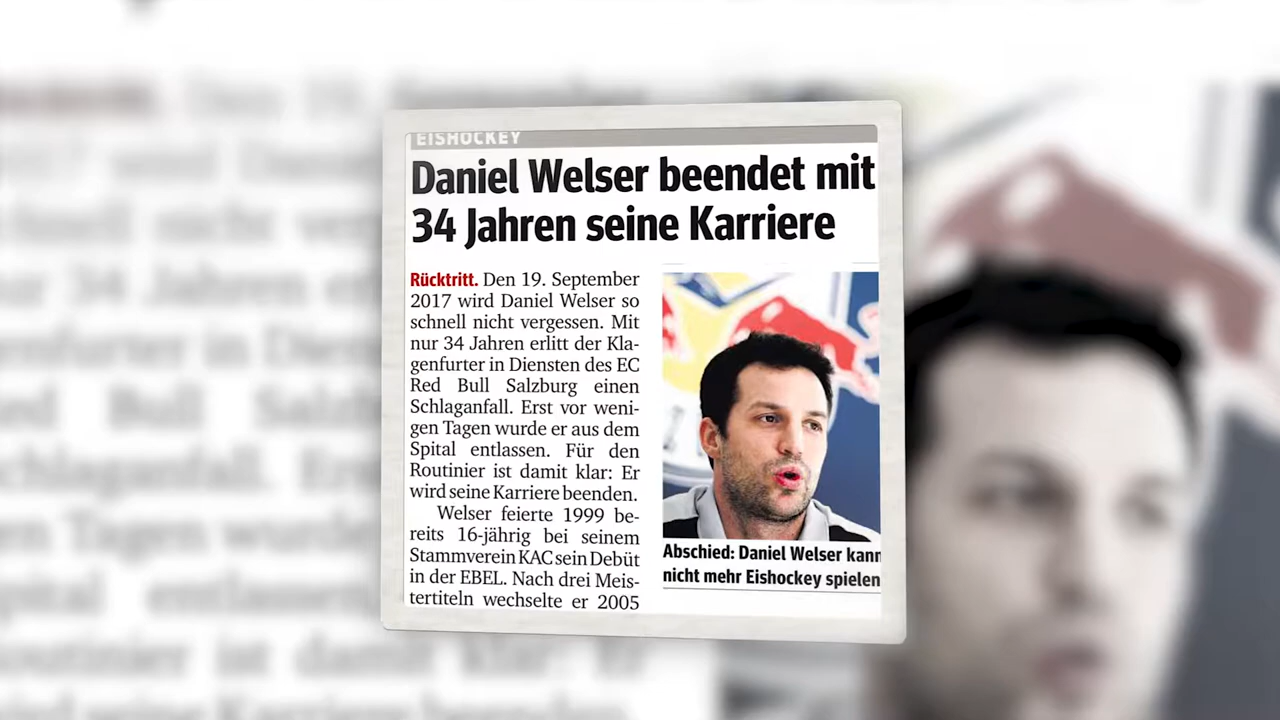 EISHOCKEY
Daniel Welser beendet mit
34 Jahren seine Karriere
Rücktritt. Den 19. September
2017 wird Daniel Welser so
schnell nicht vergessen. Mit
nur 34 Jahren erlitt der Kla-
genfurter in Diensten des EC
Red Bull Salzburg einen
Schlaganfall. Erst vor weni-
gen Tagen wurde er aus dem
Spital entlassen. Für den
Routinier ist damit klar: Er
wird seine Karriere beenden.
Welser feierte 1999 be-
reits 16-jährig bei seinem
Stammverein KAC sein Debüt
in der EBEL. Nach drei Meis-
tertiteln wechselte er 2005
Abschied: Daniel Welser kann
nicht mehr Eishockey spielen